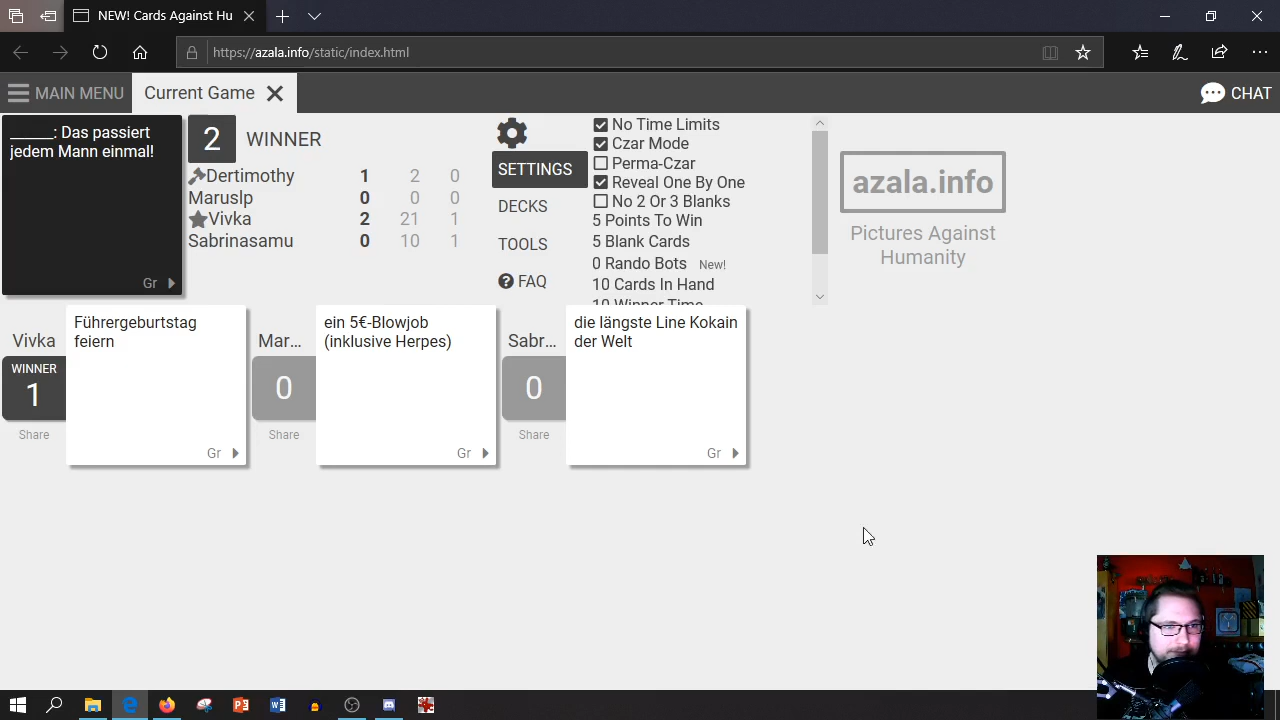 NEW! Cards Against Hu
https://azala.info/static/index.html
MAIN MENU
Current Game
CHAT
______: Das passiert
jedem Mann einmal!
Gr
2 WINNER
Dertimothy 1 2 0
Maruslp 0 0 0
Vivka 2 21 1
Sabrinasamu 0 10 1
SETTINGS
DECKS
TOOLS
FAQ
No Time Limits
Czar Mode
Perma-Czar
Reveal One By One
No 2 Or 3 Blanks
5 Points To Win
5 Blank Cards
0 Rando Bots New!
10 Cards In Hand
10 Winner Time
azala.info
Pictures Against
Humanity
Vivka
WINNER
1
Share
Führergeburtstag
feiern
Gr
Mar...
0
Share
ein 5€-Blowjob
(inklusive Herpes)
Gr
Sabr...
0
Share
die längste Line Kokain
der Welt
Gr